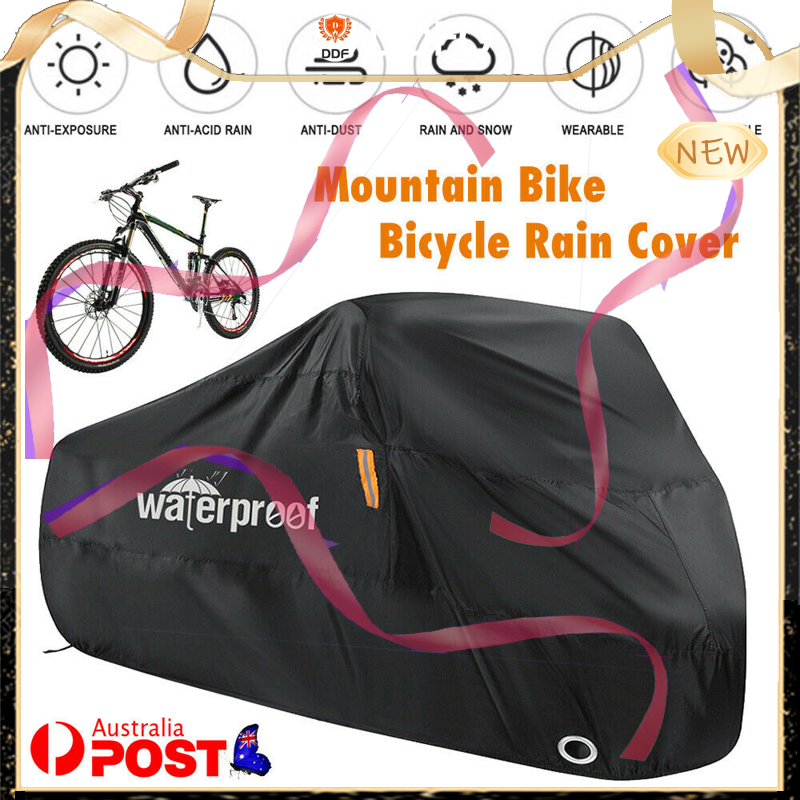 D
DDF
ANTI-EXPOSURE ANTI-ACID RAIN ANTI-DUST RAIN AND SNOW WEARABLE
NEW
Mountain Bike
Bicycle Rain Cover
waterproof
Australia
POST